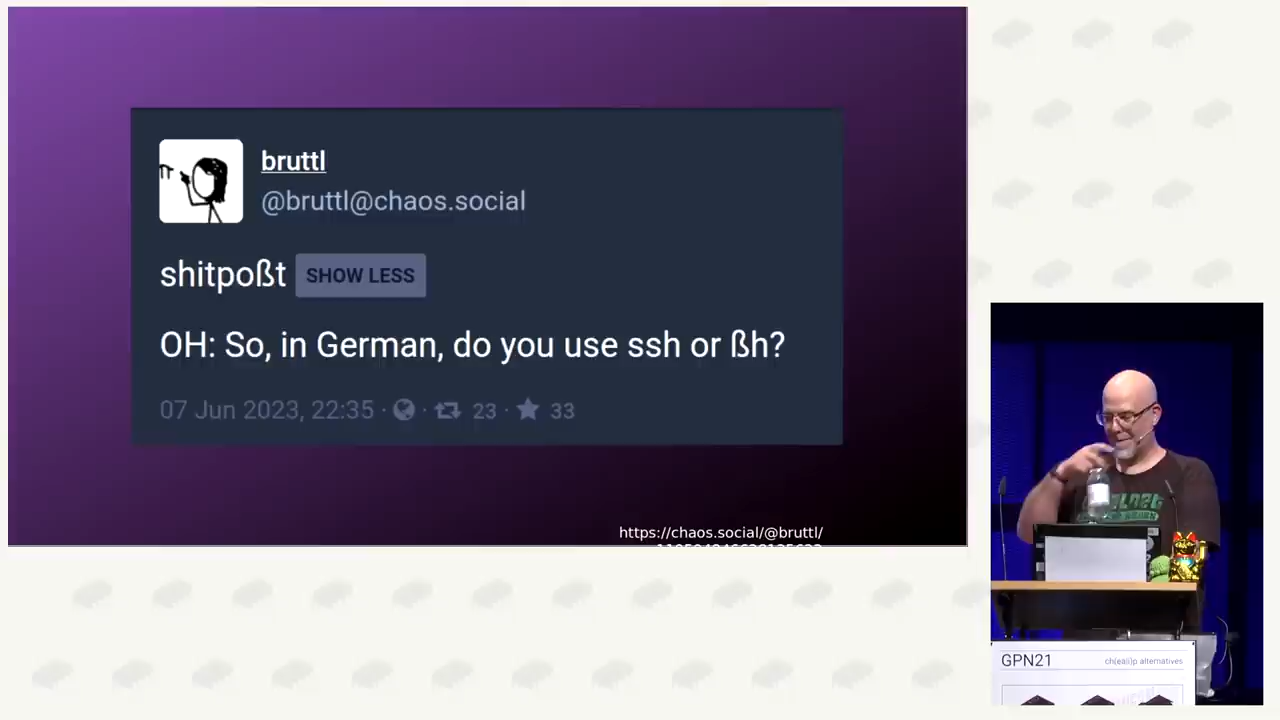 bruttl
@bruttl@chaos.social
shitpoßt SHOW LESS
OH: So, in German, do you use ssh or ßh?
07 Jun 2023, 22:35 · · 23 · 33
https://chaos.social/@bruttl/
GPN21
ch(ea|i)p alternatives